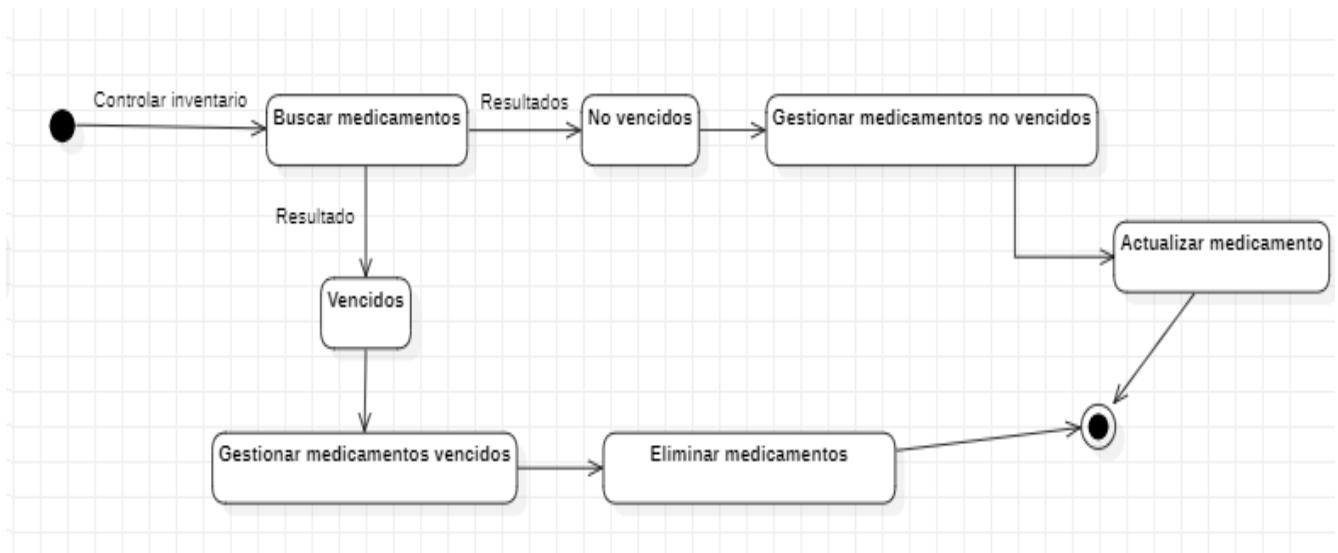 Controlar inventario
Buscar medicamentos
Resultados
No vencidos
Gestionar medicamentos no vencidos
Resultado
Actualizar medicamento
Vencidos
Gestionar medicamentos vencidos
Eliminar medicamentos